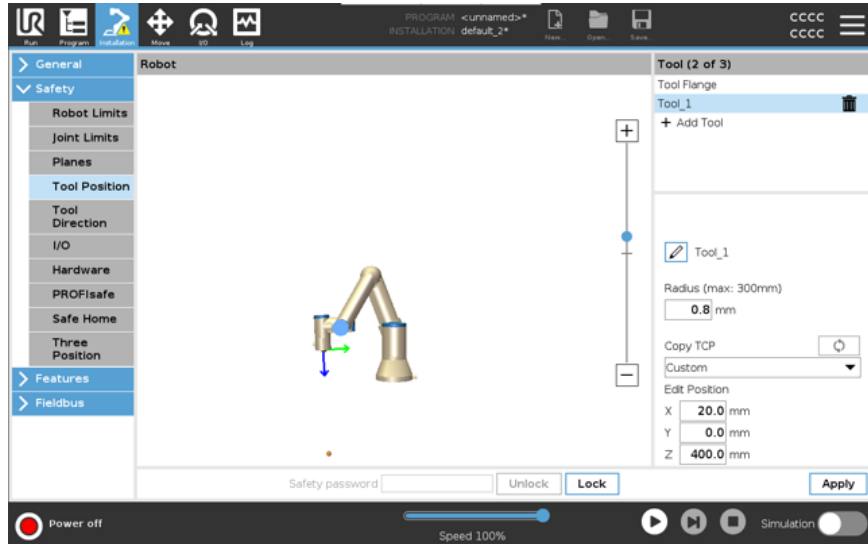 UR
Run
Program
Installation
Move
I/O
Log
PROGRAM <unnamed>*
INSTALLATION default_2*
New...
Open...
Save...
CCCC
CCCC
General
Safety
Robot Limits
Joint Limits
Planes
Tool Position
Tool
Direction
I/O
Hardware
PROFIsafe
Safe Home
Three
Position
Features
Fieldbus
Robot
+
−
Tool (2 of 3)
Tool Flange
Tool_1
+ Add Tool
Tool_1
Radius (max: 300mm)
0.8 mm
Copy TCP
Custom
Edit Position
X 20.0 mm
Y 0.0 mm
Z 400.0 mm
Safety password
Unlock
Lock
Apply
Power off
Speed 100%
Simulation